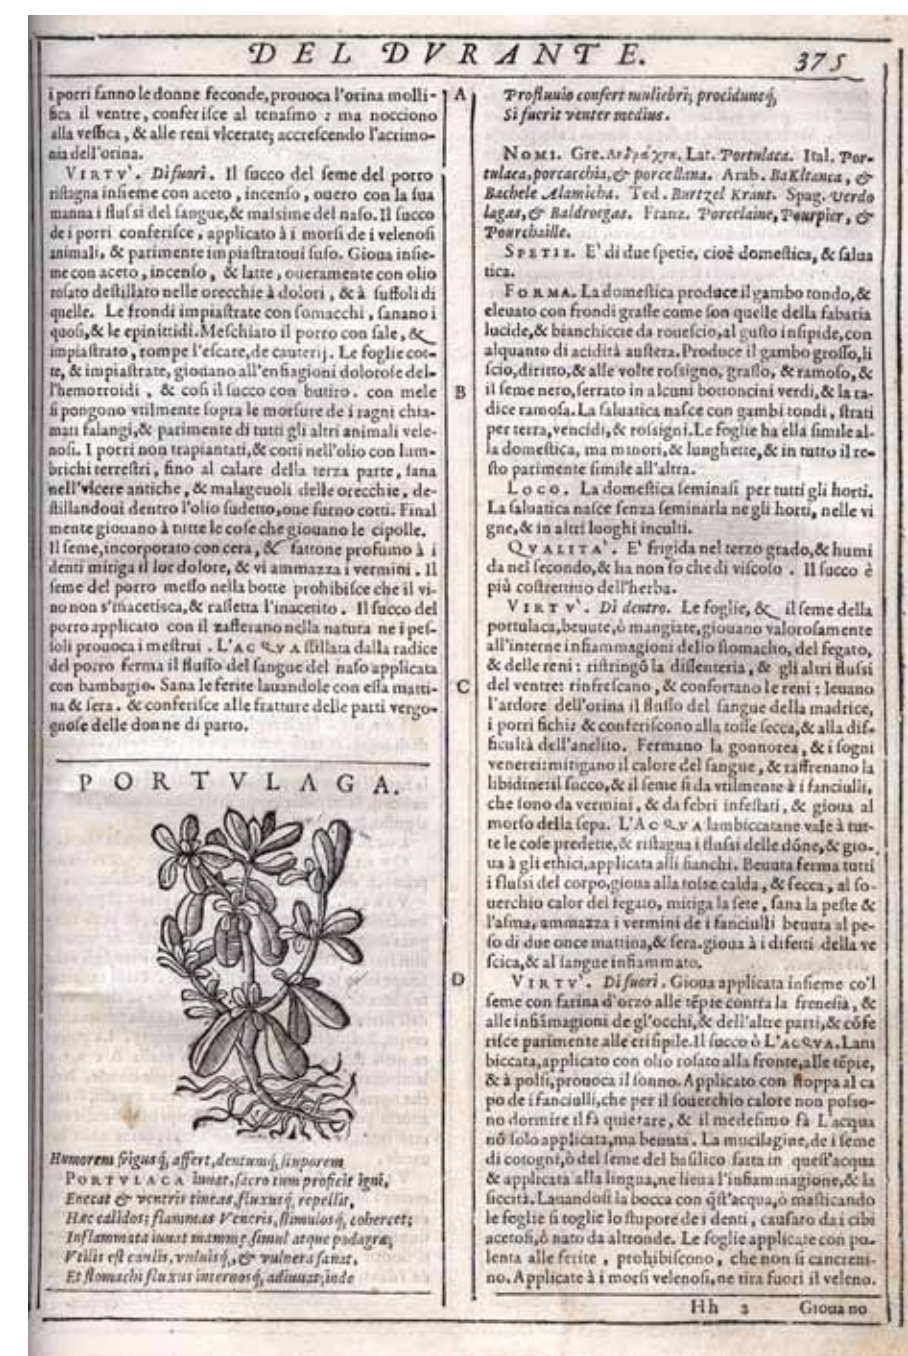 DEL DVRANTE. 375
i porri fanno le donne feconde, prouoca l'orina molli-
fica il ventre, conferisce al tenasmo : ma nocciono
alla vessica, & alle reni vlcerate; accrescendo l'acrimo-
nia dell'orina.
VIRTV'. Di fuori. Il succo del seme del porro
ristagna insieme con aceto, incenso, ouero con la sua
manna i flussi del sangue, & massime del naso. Il succo
de i porri conferisce, applicato à i morsi de i velenosi
animali, & parimente impiastratoui suso. Gioua insie-
me con aceto, incenso, & latte, oueramente con olio
rosato destillato nelle orecchie à dolori, & à suffoli di
quelle. Le frondi impiastrate con somacchi, sanano i
quosi, & le epinittidi. Meschiato il porro con sale, &
impiastrato, rompe l'escare, de cauterij. Le foglie cot-
te, & impiastrate, giouano all'enfiagioni dolorose del-
l'hemorroidi, & cosi il succo con butiro. con mele
si pongono vtilmente sopra le morsure de i ragni chia-
mati falangi, & parimente di tutti gli altri animali vele-
nosi. I porri non trapiantati, & cotti nell'olio con lum-
brichi terrestri, fino al calare della terza parte, sana
nell'vlcere antiche, & malageuoli delle orecchie, de-
stillandoui dentro l'olio sudetto, oue furno cotti. Final
mente giouano à tutte le cose che giouano le cipolle.
Il seme, incorporato con cera, & fattone profumo à i
denti mitiga il lor dolore, & vi ammazza i vermini. Il
seme del porro messo nella botte prohibisce che il vi-
no non s'inacetisca, & rassetta l'inacetito. Il succo del
porro applicato con il zafferano nella natura ne i pes-
soli prouoca i mestrui. L'ACQVA stillata dalla radice
del porro ferma il flusso del sangue del naso applicata
con bambagio. Sana le ferite lauandole con essa matti-
na & sera. & conferisce alle fratture delle parti vergo-
gnose delle donne di parto.
PORTVLAGA.
Humorem frigusq́, affert, dentumq́, stuporem
PORTVLACA iuuat, sacro tum proficit igni,
Enecat & ventris tineas, fluxusq́, repellit,
Hæc calidos; flammas Veneris, stimulosq́, cohercet;
Inflammata iuuat mammę, simul atque podagra;
Vtilis est caulis, vuluisq́, & vulnera sanat,
Et stomachi fluxus internosq́, adiuuat; inde
A
B
C
D
Profluuio confert muliebri; prociduusq́,
Si fuerit venter medius.
NOMI. Gre. Ανδράχνη. Lat. Portulaca. Ital. Por-
tulaca, porcacchia, & porcellana. Arab. BaKltanca, &
Bachele Alamicha. Ted. Burtzel Kraut. Spag. Verdo
lagas, & Baldroegas. Franz. Porcelaine, Pourpier, &
Pourchaille.
SPETIE. E' di due spetie, cioè domestica, & salua
tica.
FORMA. La domestica produce il gambo tondo, &
eleuato con frondi grasse come son quelle della fabaria
lucide, & bianchiccie da rouescio, al gusto insipide, con
alquanto di acidità austera. Produce il gambo grosso, li
scio, diritto, & alle volte rossigno, grasso, & ramoso, &
il seme nero, serrato in alcuni bottoncini verdi, & la ra-
dice ramosa. La saluatica nasce con gambi tondi, strati
per terra, vencidi, & rossigni. Le foglie ha ella simile al-
la domestica, ma minori, & lunghette, & in tutto il re-
sto parimente simile all'altra.
LOCO. La domestica seminasi per tutti gli horti.
La saluatica nasce senza seminarla ne gli horti, nelle vi
gne, & in altri luoghi inculti.
QVALITA'. E' frigida nel terzo grado, & humi
da nel secondo, & ha non so che di viscoso. Il succo è
più costrettiuo dell'herba.
VIRTV'. Di dentro. Le foglie, & il seme della
portulaca, beuute, ò mangiate, giouano valorosamente
all'interne infiammagioni dello stomacho, del fegato,
& delle reni : ristringõ la dissenteria, & gli altri flussi
del ventre: rinfrescano, & confortano le reni : leuano
l'ardore dell'orina il flusso del sangue della madrice,
i porri fichi: & conferiscono alla tosse secca, & alla dif-
ficultà dell'anelito. Fermano la gonnorea, & i sogni
venerei: mitigano il calore del sangue, & raffrenano la
libidine: il succo, & il seme si da vtilmente à i fanciulli,
che sono da vermini, & da febri infestati, & gioua al
morso della sepa. L'ACQVA lambiccatane vale à tut-
te le cose predette, & ristagna i flussi delle dõne, & gio-
ua à gli ethici, applicata alli fianchi. Beuuta ferma tutti
i flussi del corpo, gioua alla tosse calda, & secca, al so-
uerchio calor del fegato, mitiga la sete, sana la peste &
l'asma, ammazza i vermini de i fanciulli beuuta al pe-
so di due once mattina, & sera. gioua à i difetti della ve
scica, & al sangue infiammato.
VIRTV'. Di fuori. Gioua applicata insieme co'l
seme con farina d'orzo alle tẽpie contra la frenesia, &
alle infiãmagioni de gl'occhi, & dell'altre parti, & cõfe
risce parimente alle erisipile. Il succo ò L'ACQVA. Lam
biccata, applicato con olio rosato alla fronte, alle tẽpie,
& à polsi, prouoca il sonno. Applicato con stoppa al ca
po de i fanciulli, che per il souerchio calore non posso-
no dormire il fà quietare, & il medesimo fà L'acqua
nõ solo applicata, ma beuuta. La mucilagine, de i seme
di cotogni, ò del seme del basilico fatta in quest'acqua
& applicata alla lingua, ne lieua l'infiammagione, & la
siccità. Lauandosi la bocca con q̃st'acqua, ò masticando
le foglie si toglie lo stupore de i denti, causato da i cibi
acetosi, ò nato da altronde. Le foglie applicate con po-
lenta alle ferite, prohibiscono, che non si cancreni-
no. Applicate à i morsi velenosi, ne tira fuori il veleno.
Hh 2 Giouano